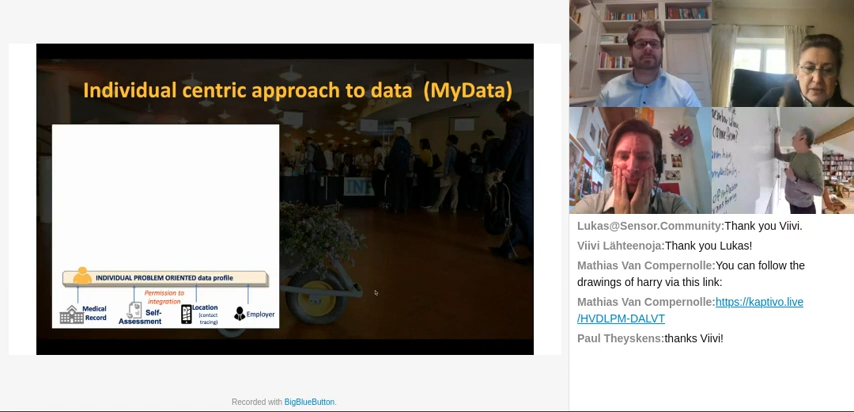 Individual centric approach to data (MyData)
INDIVIDUAL PROBLEM ORIENTED data profile
Permission to
integration
Medical
Record
Self-
Assessment
Location
(contact
tracing)
Employer
Recorded with BigBlueButton.
Lukas@Sensor.Community:Thank you Viivi.
Viivi Lähteenoja:Thank you Lukas!
Mathias Van Compernolle:You can follow the
drawings of harry via this link:
Mathias Van Compernolle:https://kaptivo.live
/HVDLPM-DALVT
Paul Theyskens:thanks Viivi!